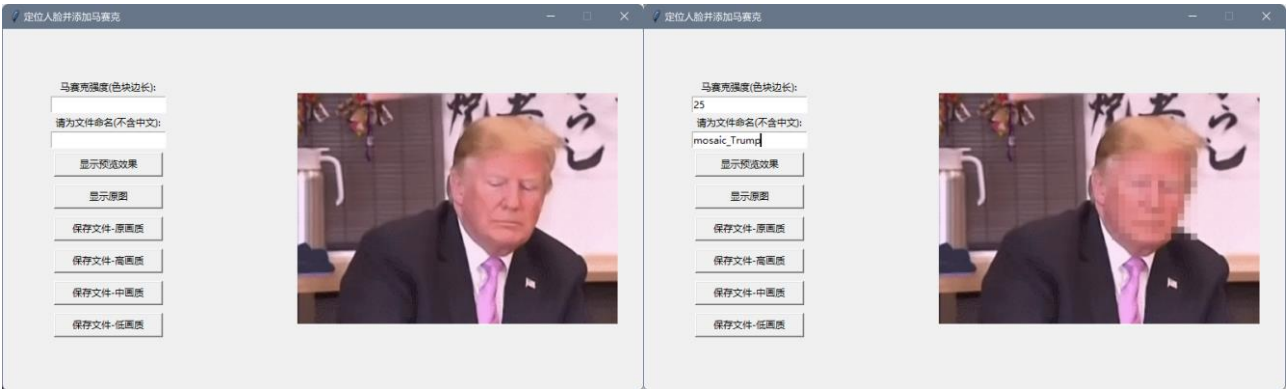 定位人脸并添加马赛克
马赛克强度(色块边长):
请为文件命名(不含中文):
显示预览效果
显示原图
保存文件-原画质
保存文件-高画质
保存文件-中画质
保存文件-低画质
定位人脸并添加马赛克
马赛克强度(色块边长):
25
请为文件命名(不含中文):
mosaic_Trump
显示预览效果
显示原图
保存文件-原画质
保存文件-高画质
保存文件-中画质
保存文件-低画质